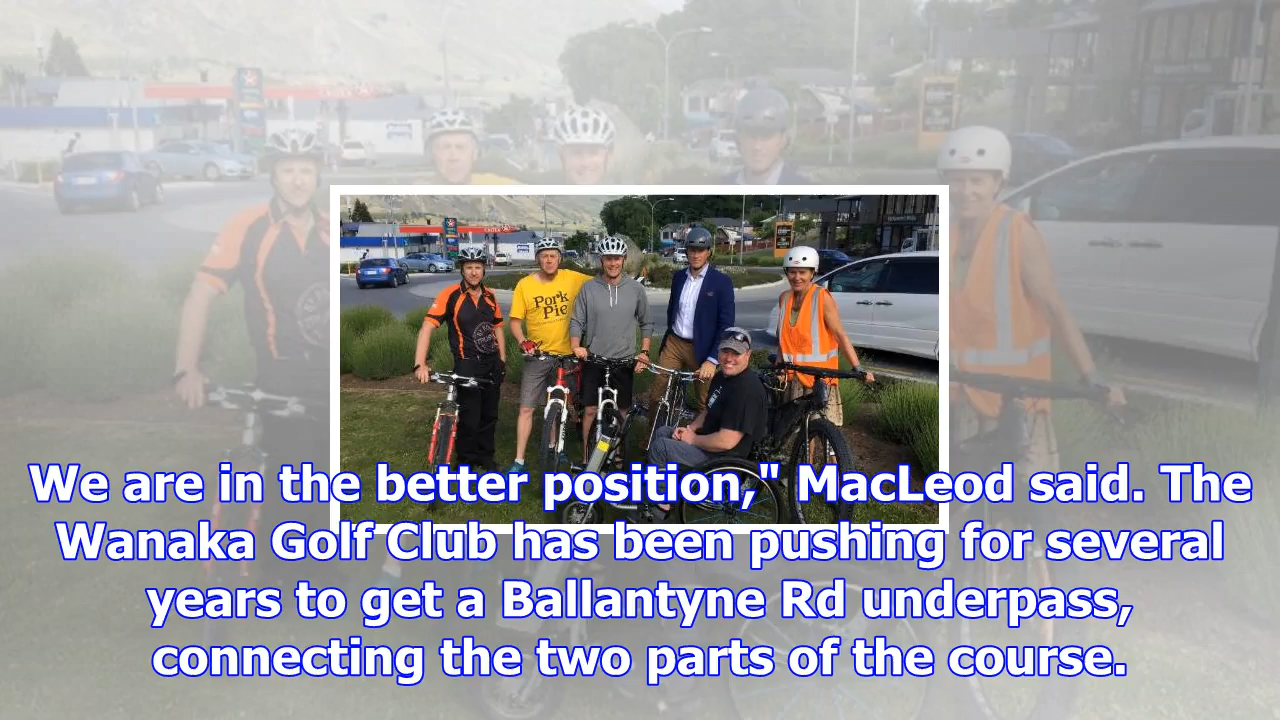 CALTEX
Pork
Pie
We are in the better position," MacLeod said. The
Wanaka Golf Club has been pushing for several
years to get a Ballantyne Rd underpass,
connecting the two parts of the course.